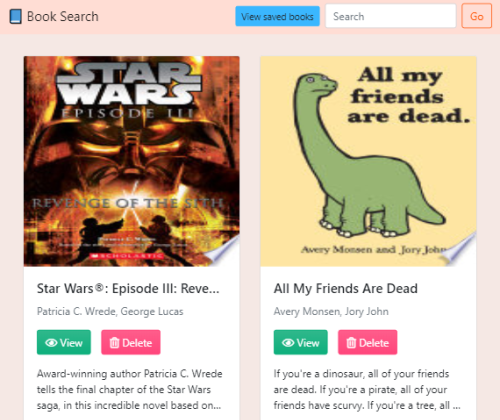 Book Search
View saved books
Search
Go
STAR
WARS
EPISODE III
REVENGE OF THE SITH
SCHOLASTIC
All my
friends
are dead.
Avery Monsen and Jory John
Star Wars®: Episode III: Reve...
All My Friends Are Dead
Patricia C. Wrede, George Lucas
Avery Monsen, Jory John
View
Delete
View
Delete
Award-winning author Patricia C. Wrede
tells the final chapter of the Star Wars
saga, in this incredible novel based on...
If you're a dinosaur, all of your friends
are dead. If you're a pirate, all of your
friends have scurvy. If you're a tree, all ...